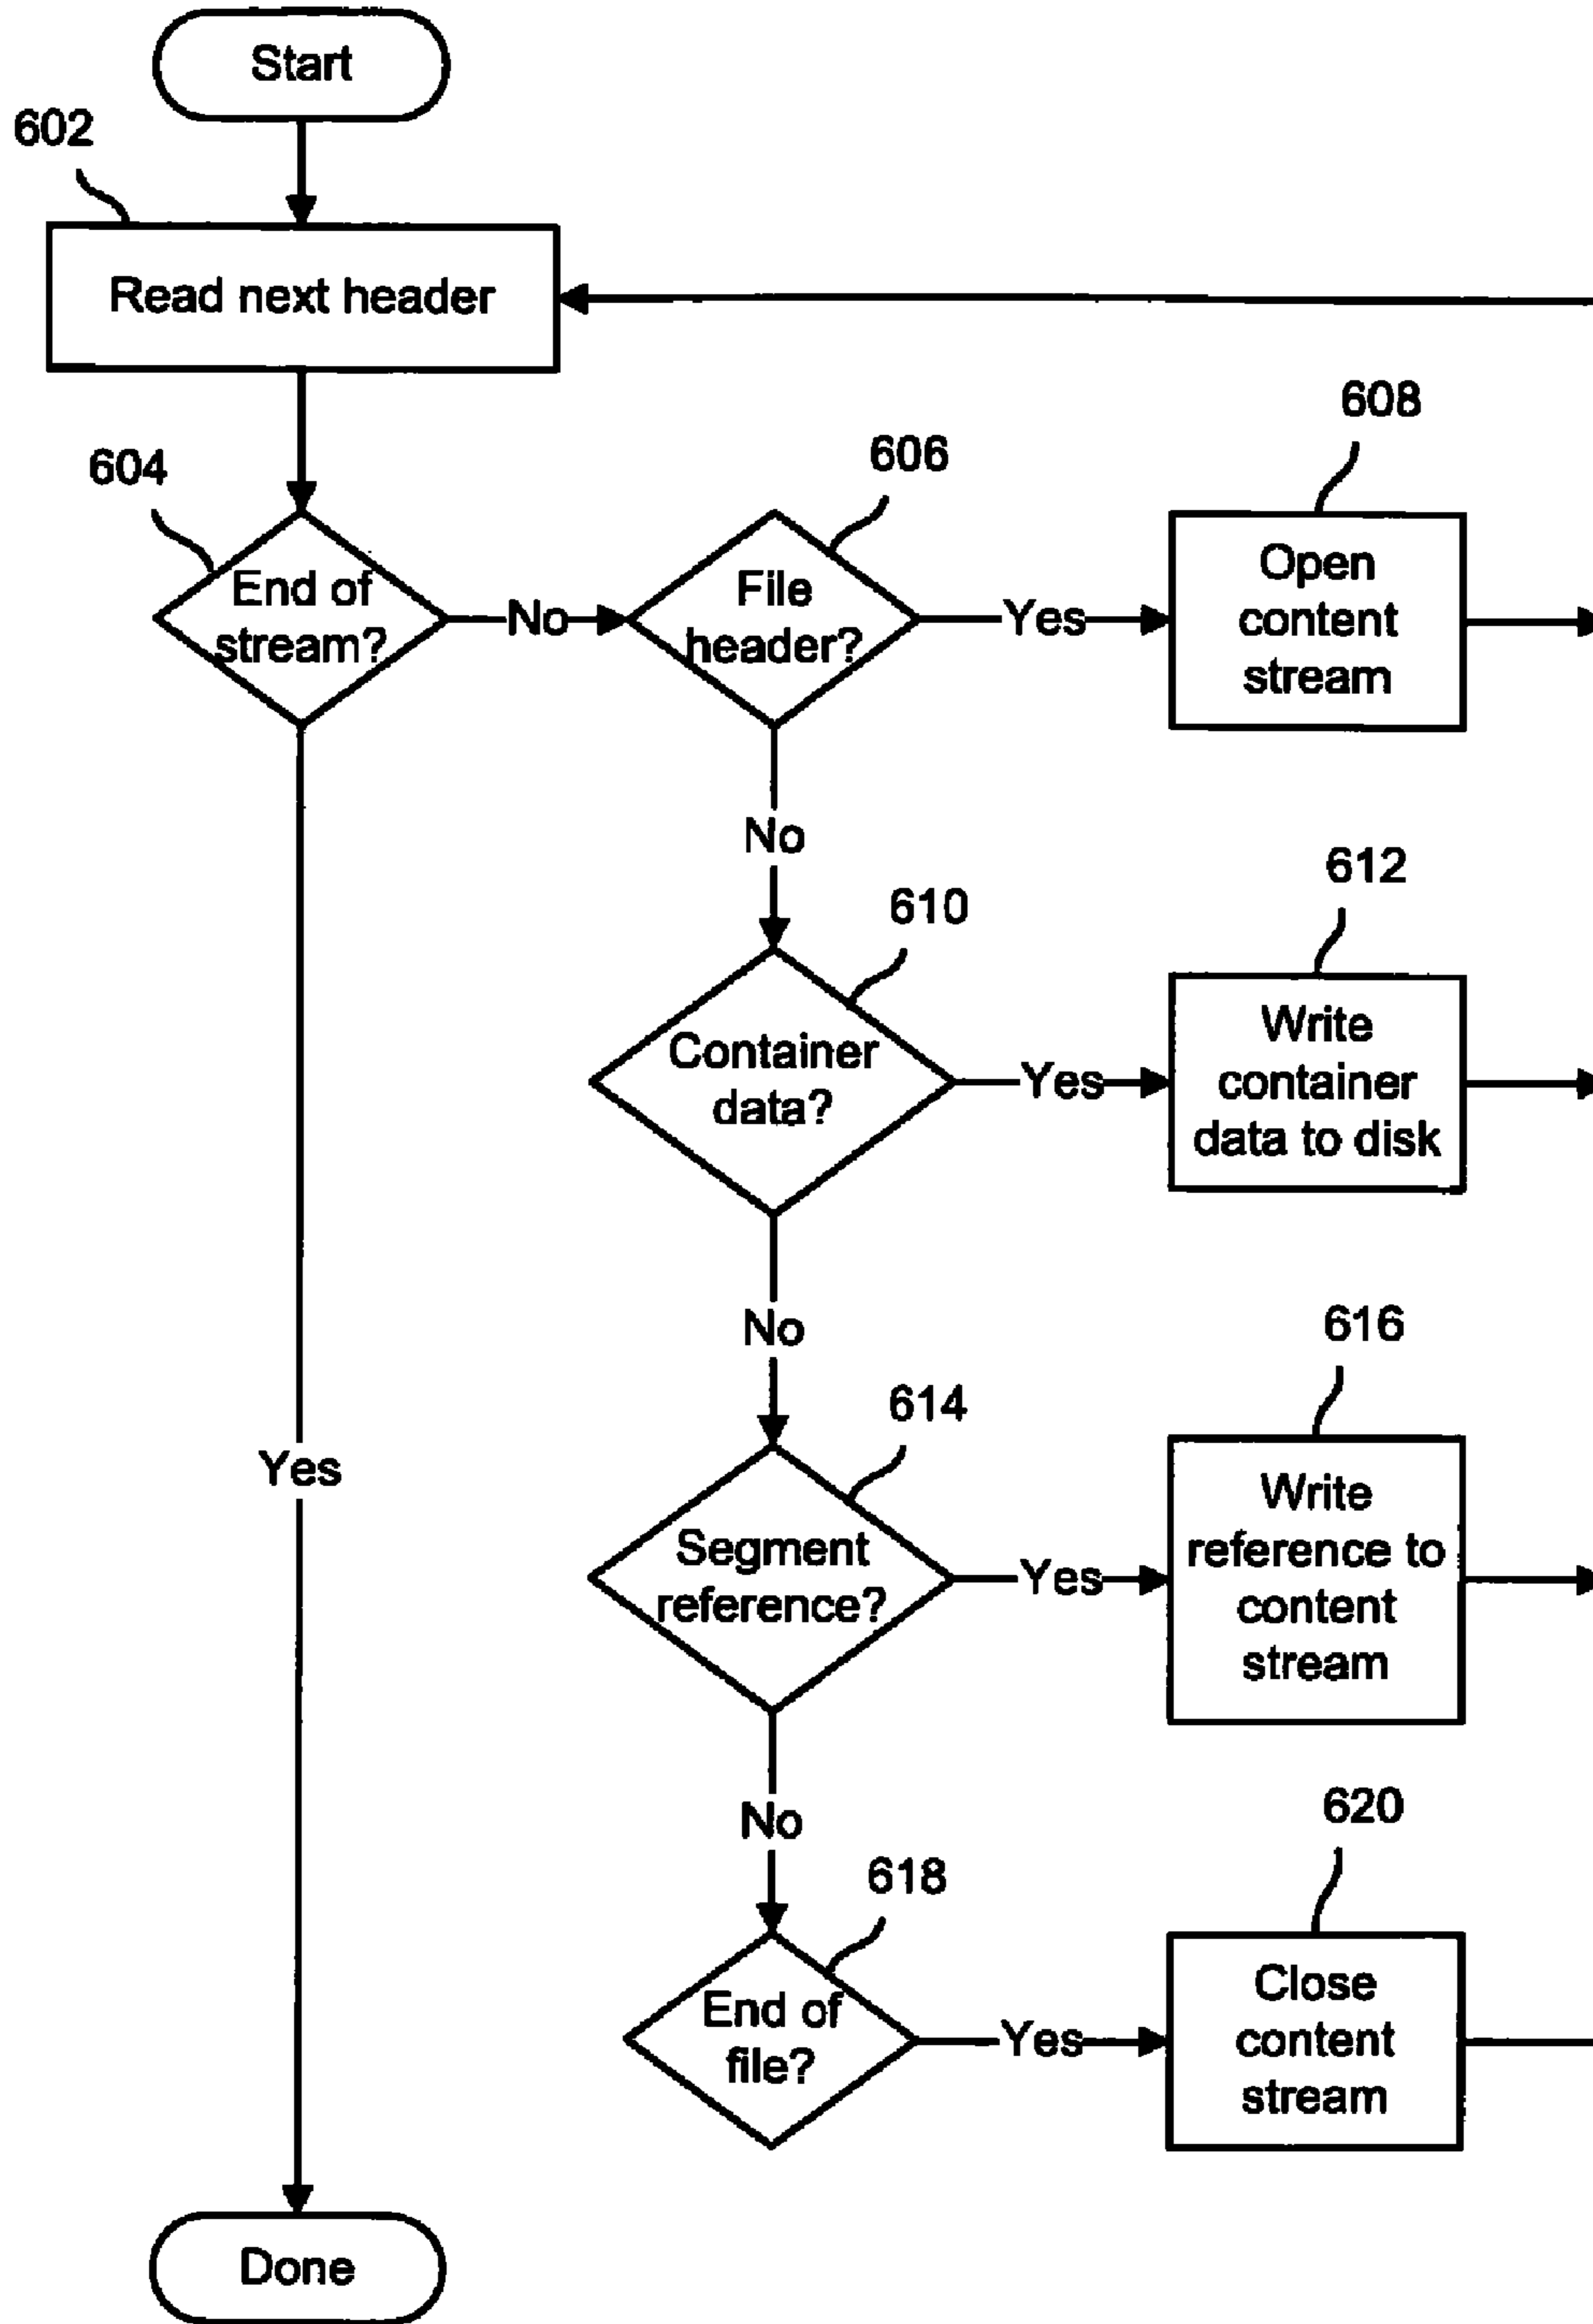 Start
602
Read next header
608
606
604
End of
stream?
No
File
header?
Yes
Open
content
stream
No
612
610
Container
data?
Yes
Write
container
data to disk
No
616
614
Yes
Segment
reference?
Yes
Write
reference to
content
stream
No
620
618
End of
file?
Yes
Close
content
stream
Done